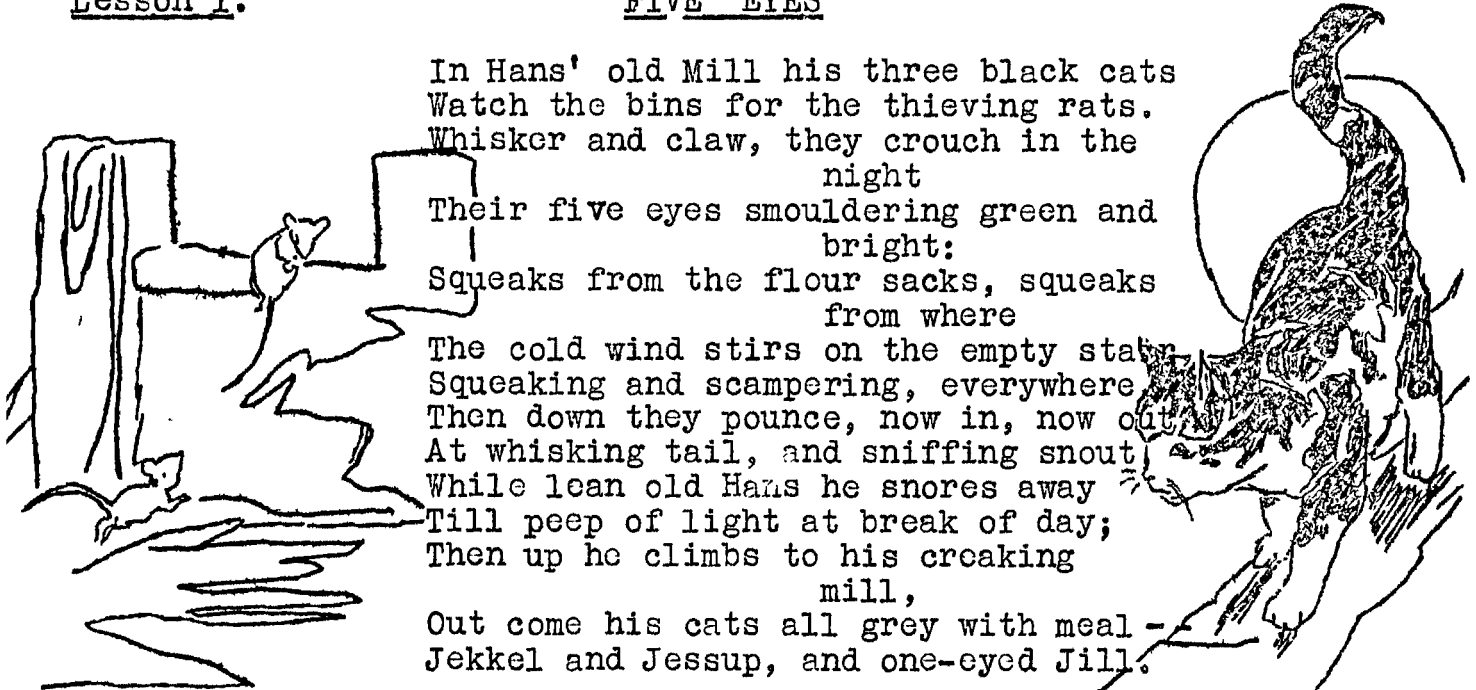 Lesson 1. FIVE EYES
In Hans' old Mill his three black cats
Watch the bins for the thieving rats.
Whisker and claw, they crouch in the
night
Their five eyes smouldering green and
bright:
Squeaks from the flour sacks, squeaks
from where
The cold wind stirs on the empty stair
Squeaking and scampering, everywhere
Then down they pounce, now in, now out
At whisking tail, and sniffing snout
While lean old Hans he snores away
Till peep of light at break of day;
Then up he climbs to his creaking
mill,
Out come his cats all grey with meal -
Jekkel and Jessup, and one-eyed Jill.